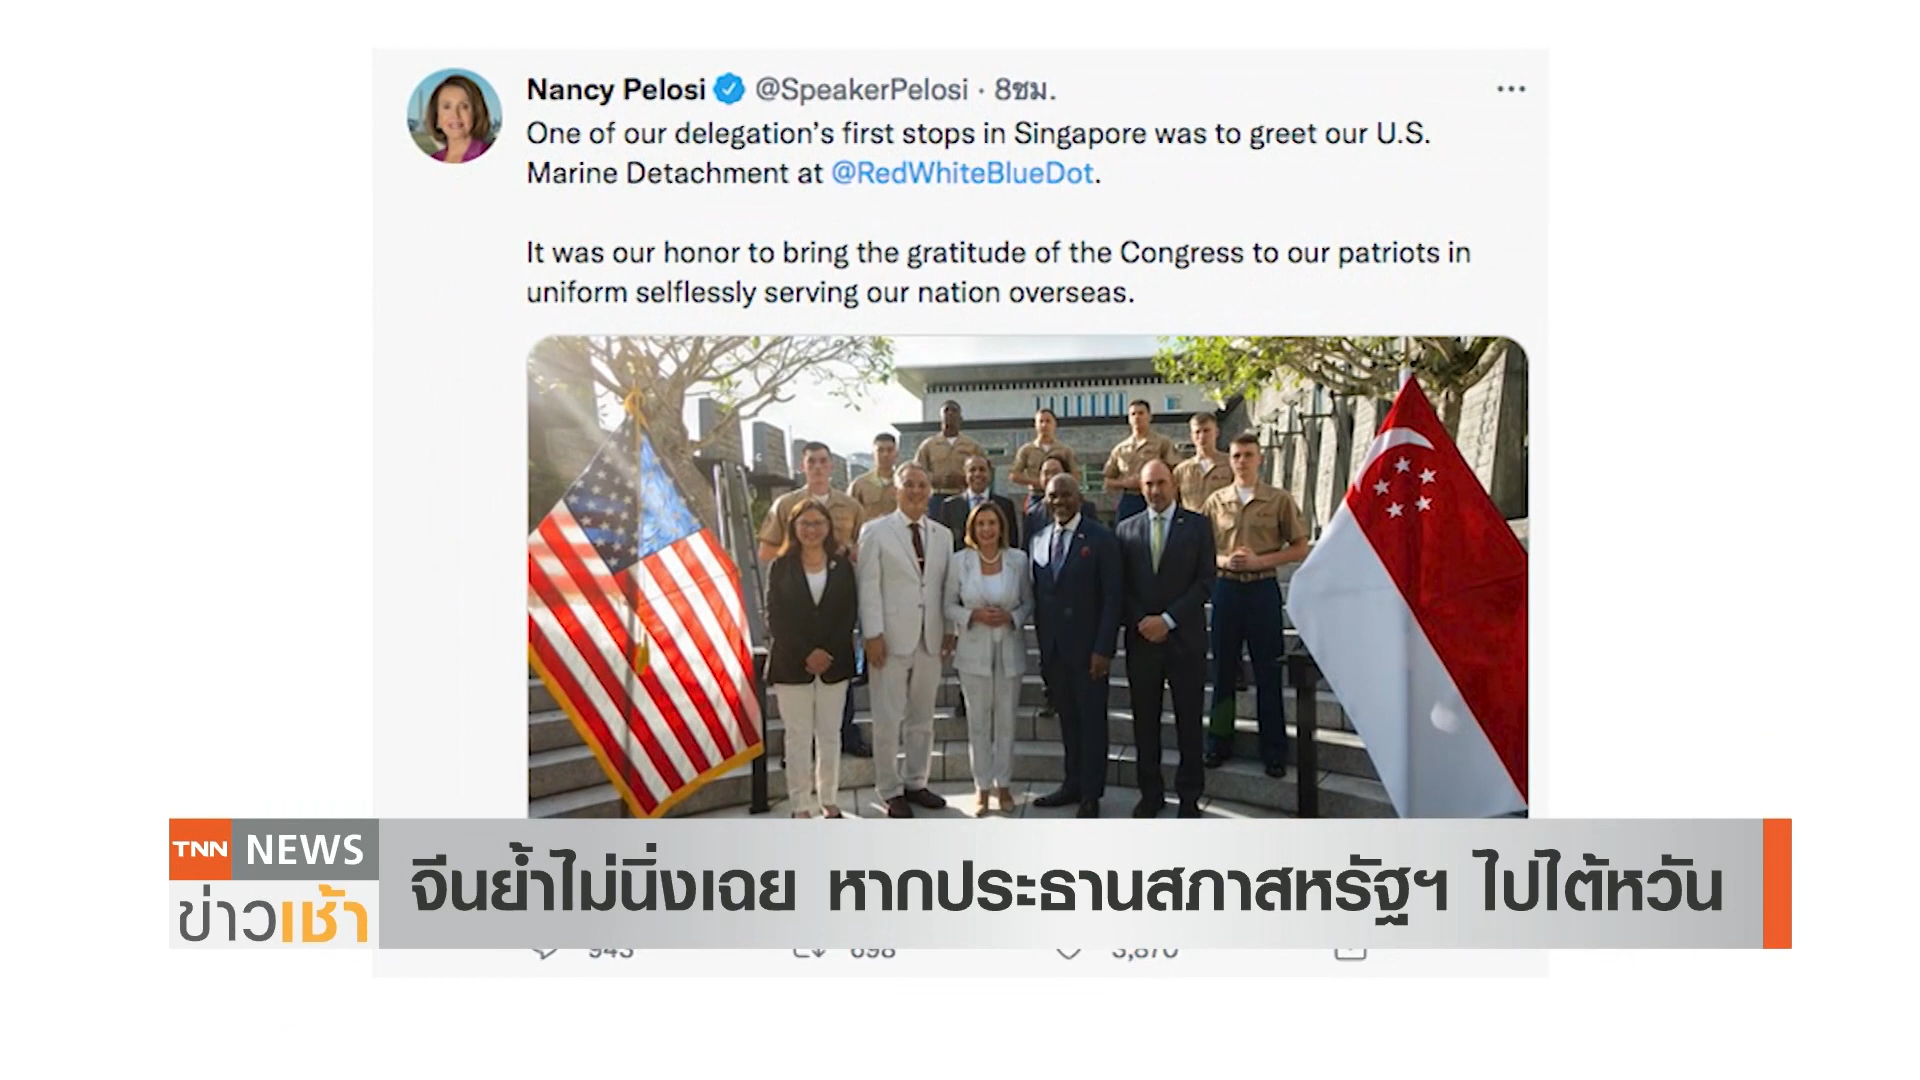 Nancy Pelosi @SpeakerPelosi · 8ชม.
One of our delegation's first stops in Singapore was to greet our U.S.
Marine Detachment at @RedWhiteBlueDot.
It was our honor to bring the gratitude of the Congress to our patriots in
uniform selflessly serving our nation overseas.
TNN NEWS
ข่าวเช้า
จีนย้ำไม่นิ่งเฉย หากประธานสภาสหรัฐฯ ไปไต้หวัน
943 698 3,870